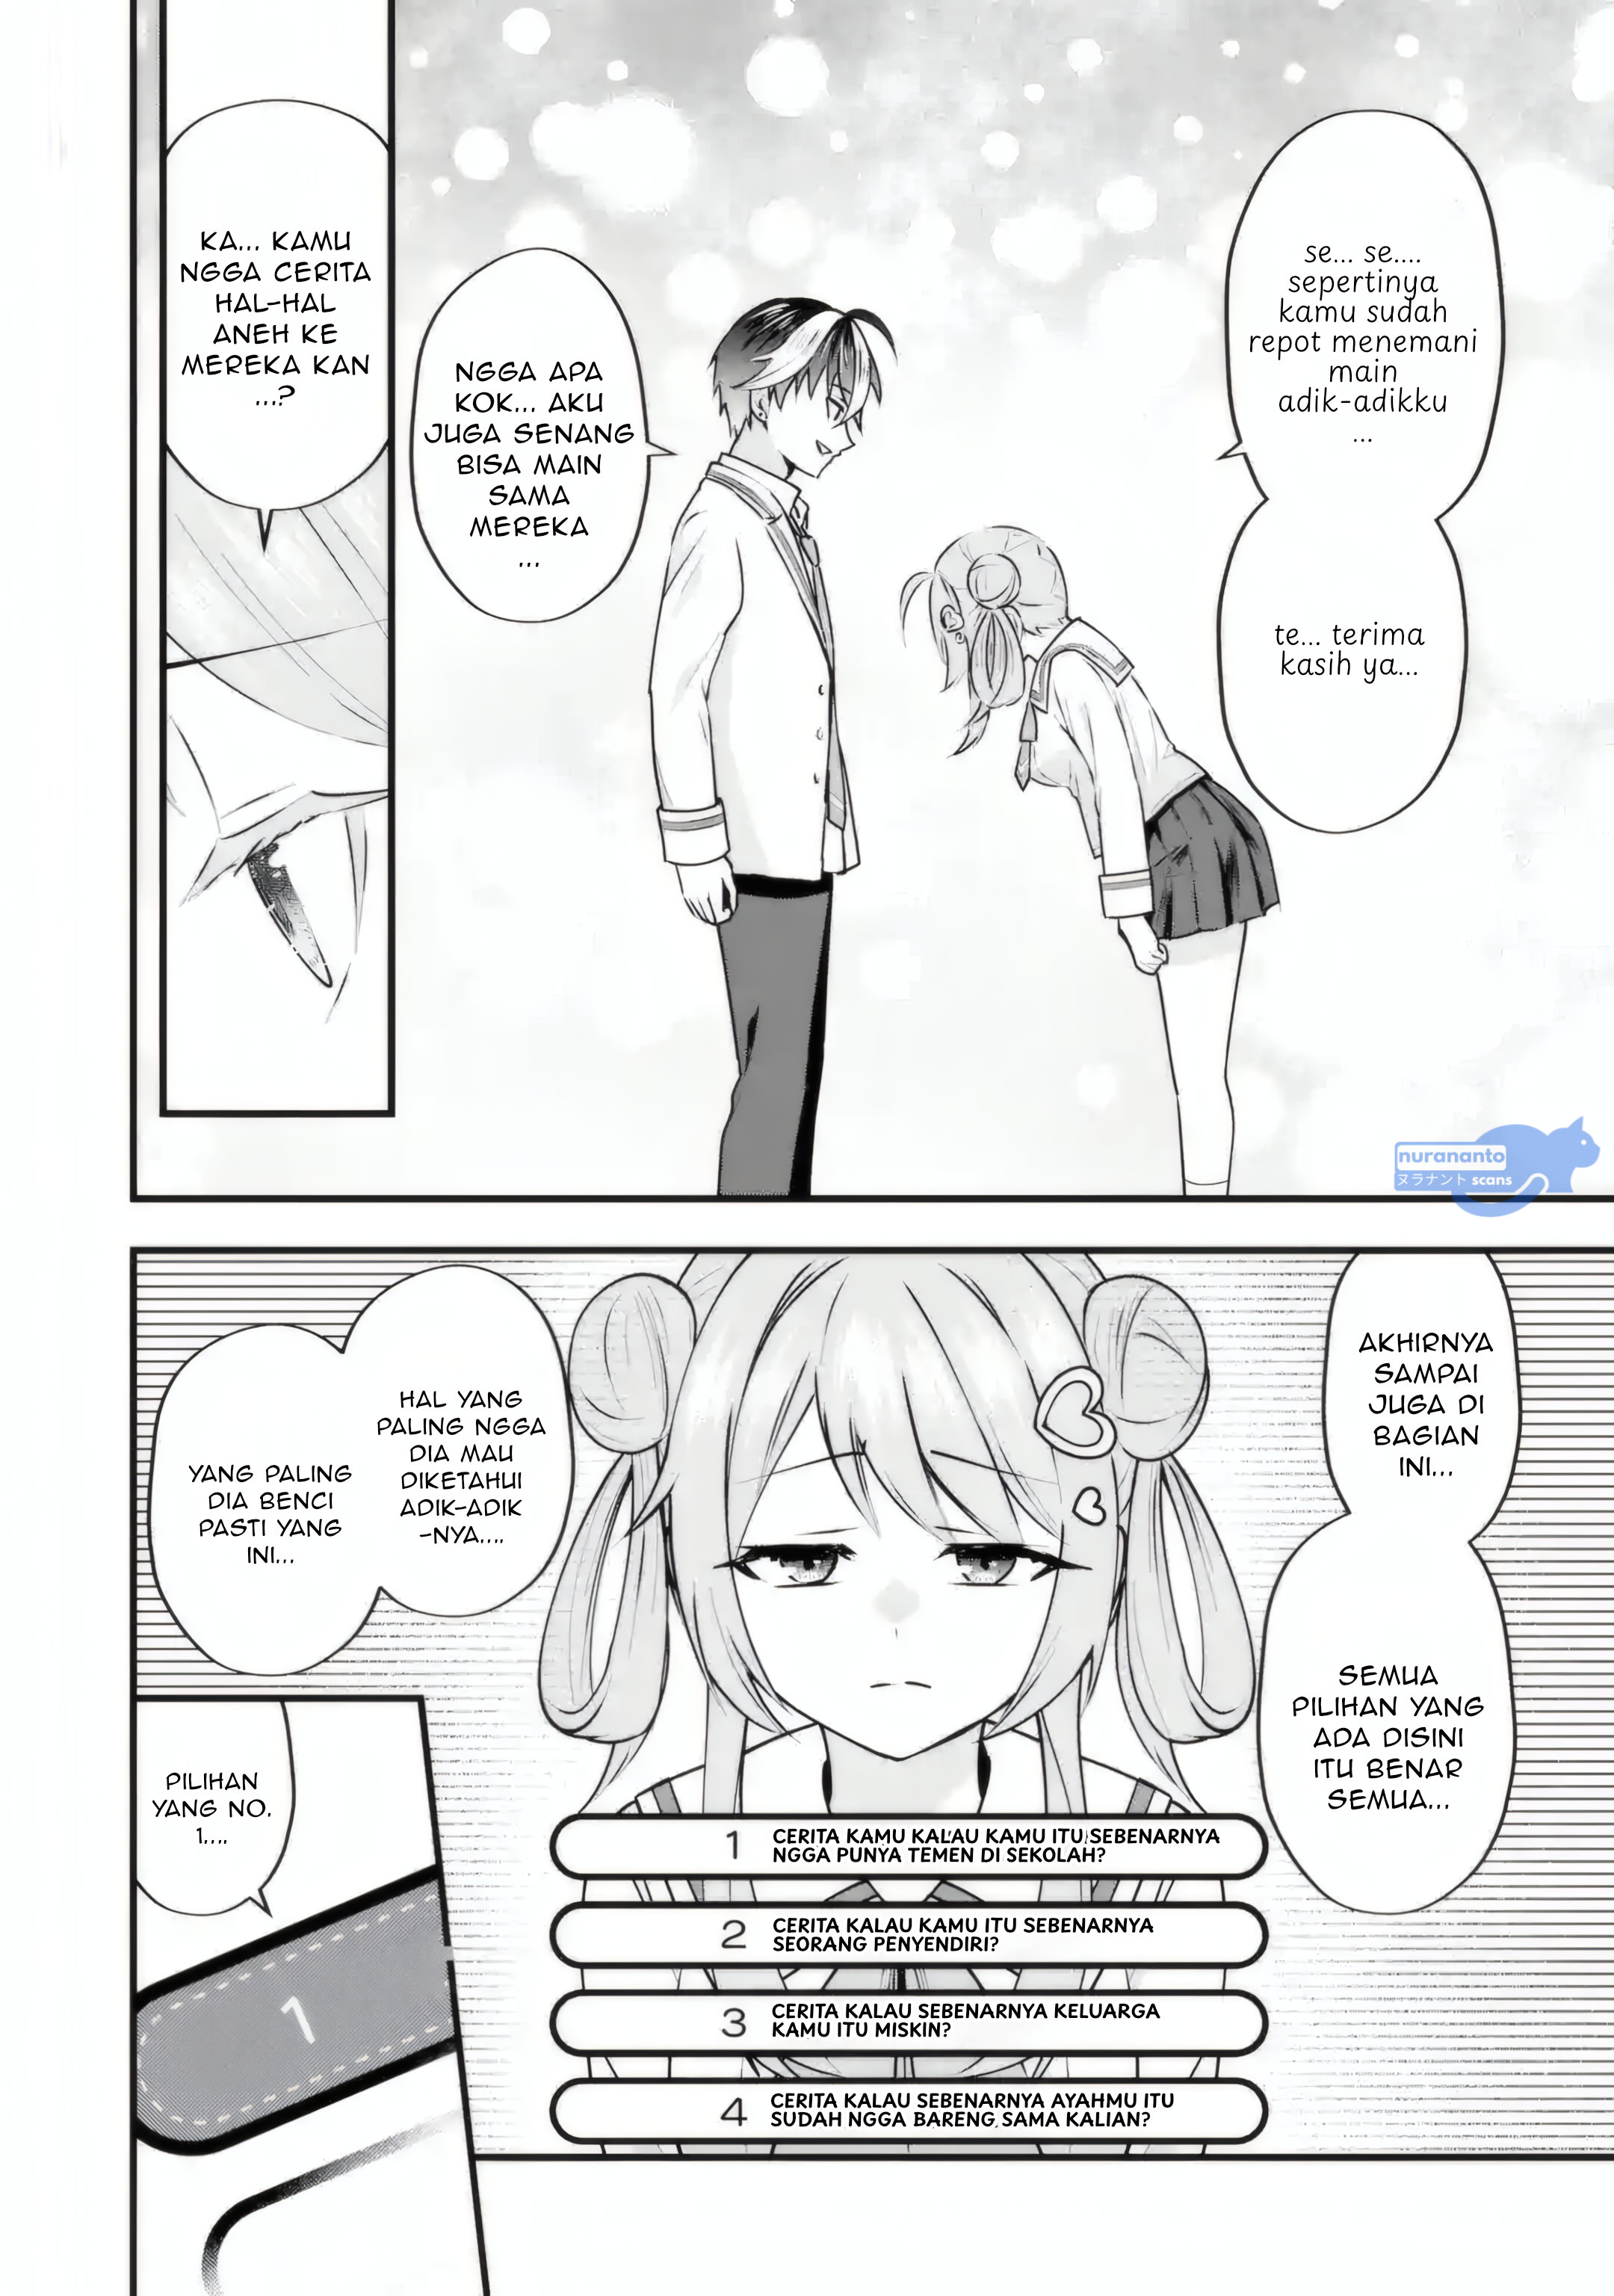 se... se....
sepertinya
kamu sudah
repot menemani
main
adik-adikku
...
te... terima
kasih ya...
NGGA APA
KOK... AKU
JUGA SENANG
BISA MAIN
SAMA
MEREKA
...
KA... KAMU
NGGA CERITA
HAL-HAL
ANEH KE
MEREKA KAN
...?
nurananto
ヌラナント scans
AKHIRNYA
SAMPAI
JUGA DI
BAGIAN
INI...
SEMUA
PILIHAN YANG
ADA DISINI
ITU BENAR
SEMUA...
HAL YANG
PALING NGGA
DIA MAU
DIKETAHUI
ADIK-ADIK
-NYA....
YANG PALING
DIA BENCI
PASTI YANG
INI...
1 CERITA KAMU KALAU KAMU ITU SEBENARNYA
NGGA PUNYA TEMEN DI SEKOLAH?
2 CERITA KALAU KAMU ITU SEBENARNYA
SEORANG PENYENDIRI?
3 CERITA KALAU SEBENARNYA KELUARGA
KAMU ITU MISKIN?
4 CERITA KALAU SEBENARNYA AYAHMU ITU
SUDAH NGGA BARENG SAMA KALIAN?
PILIHAN
YANG NO.
1....
1